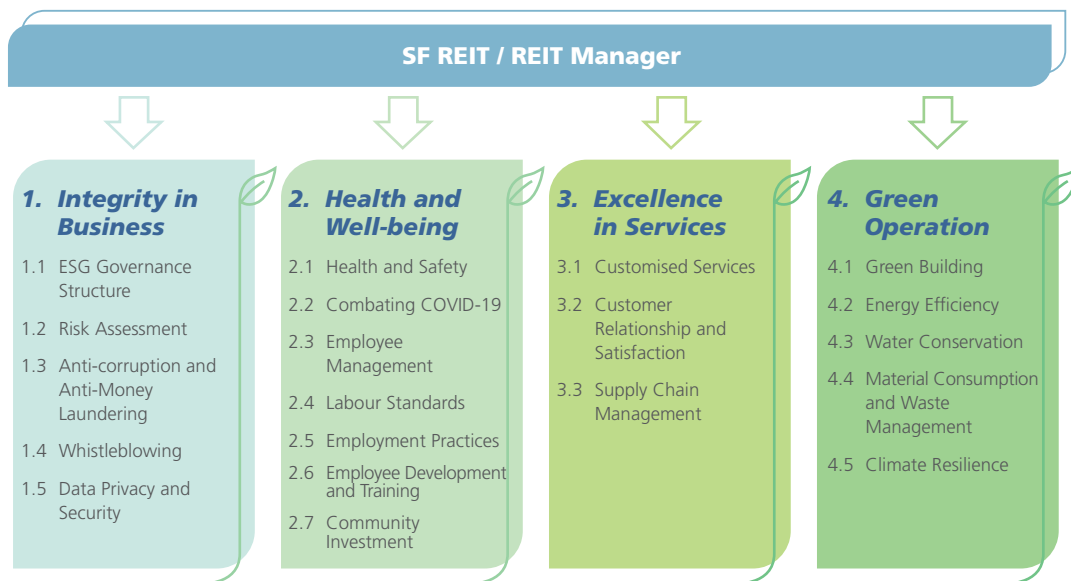 SF REIT / REIT Manager
1. Integrity in
Business
1.1 ESG Governance
Structure
1.2 Risk Assessment
1.3 Anti-corruption and
Anti-Money
Laundering
1.4 Whistleblowing
1.5 Data Privacy and
Security
2. Health and
Well-being
2.1 Health and Safety
2.2 Combating COVID-19
2.3 Employee
Management
2.4 Labour Standards
2.5 Employment Practices
2.6 Employee Development
and Training
2.7 Community
Investment
3. Excellence
in Services
3.1 Customised Services
3.2 Customer
Relationship and
Satisfaction
3.3 Supply Chain
Management
4. Green
Operation
4.1 Green Building
4.2 Energy Efficiency
4.3 Water Conservation
4.4 Material Consumption
and Waste
Management
4.5 Climate Resilience